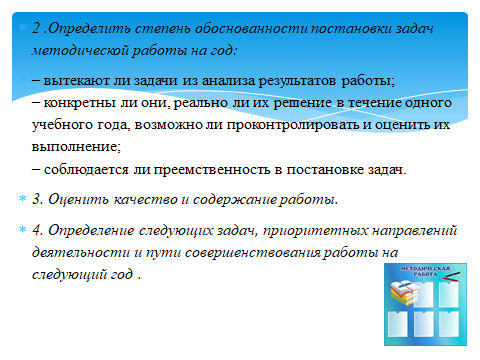 2 .Определить степень обоснованности постановки задач
методической работы на год:
– вытекают ли задачи из анализа результатов работы;
– конкретны ли они, реально ли их решение в течение одного
учебного года, возможно ли проконтролировать и оценить их
выполнение;
– соблюдается ли преемственность в постановке задач.
3. Оценить качество и содержание работы.
4. Определение следующих задач, приоритетных направлений
деятельности и пути совершенствования работы на
следующий год .
МЕТОДИЧЕСКАЯ
РАБОТА